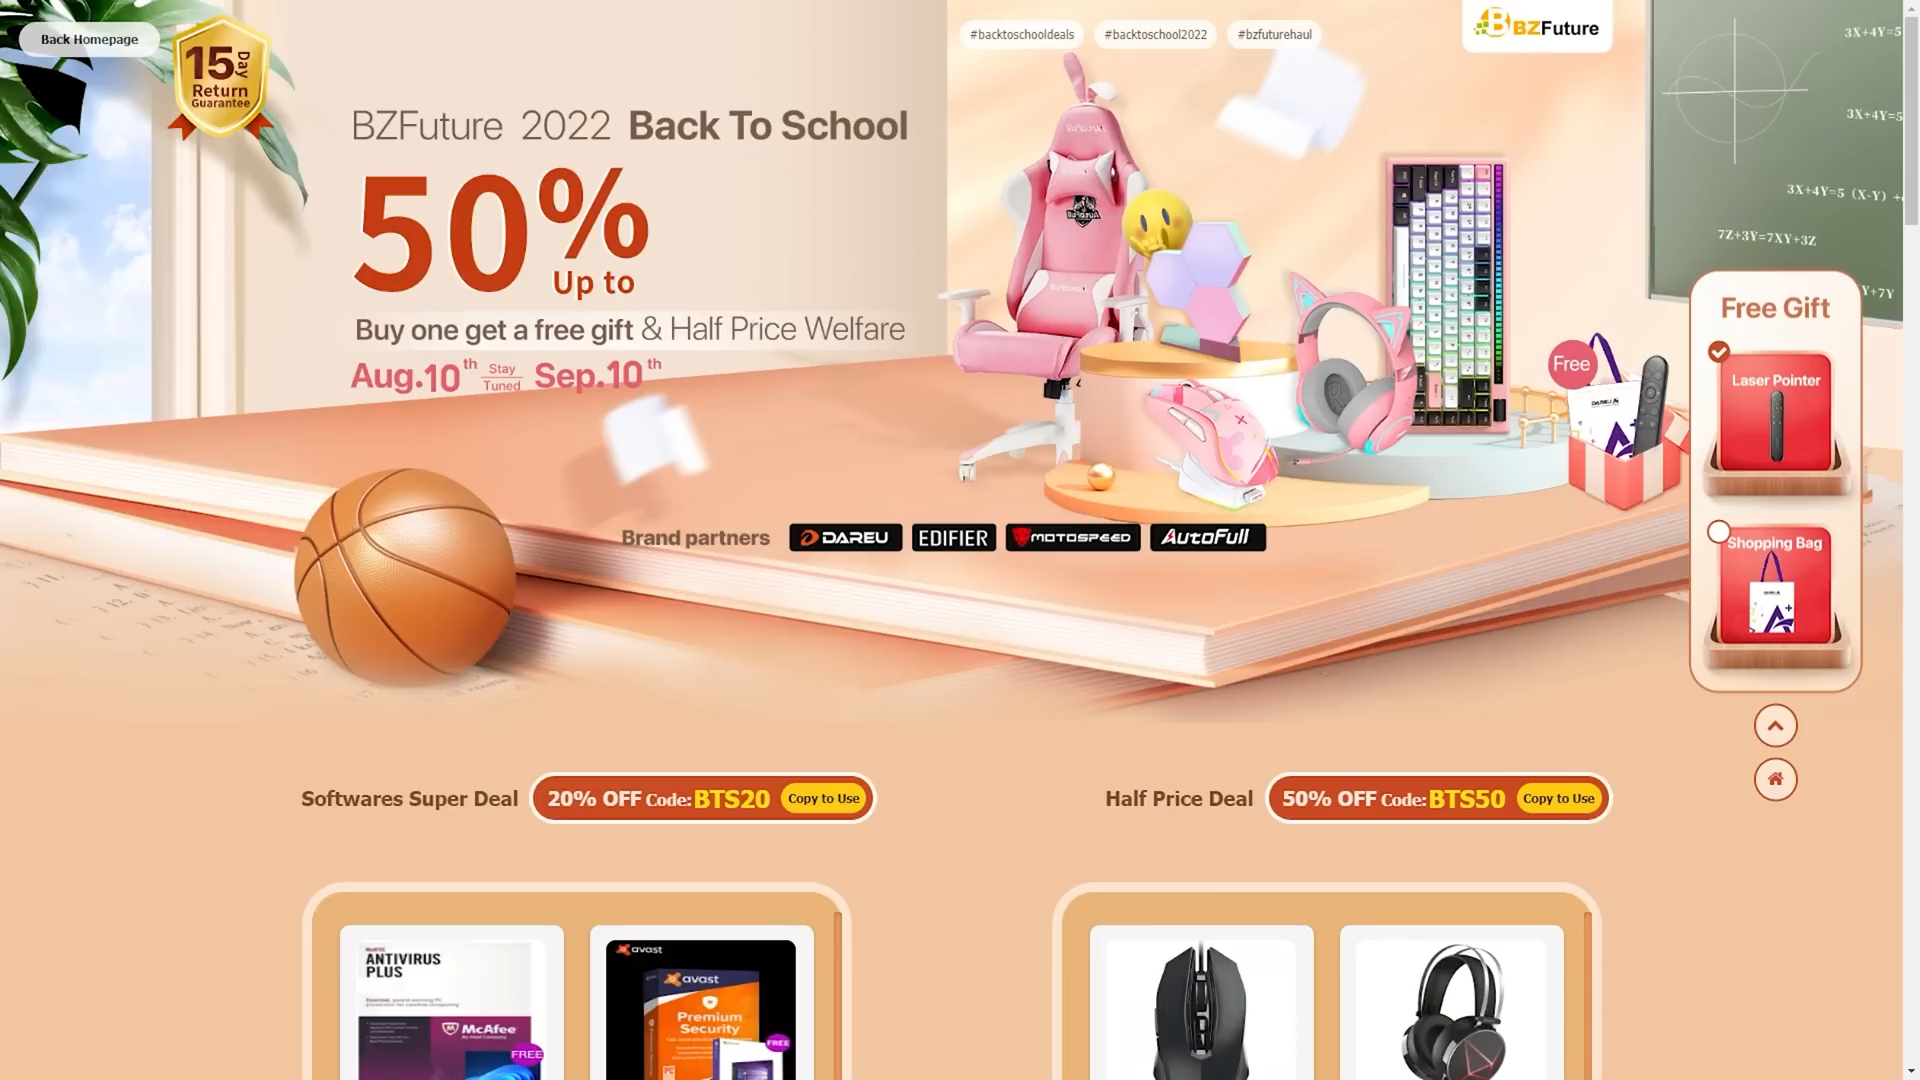 Back Homepage
15 Day
Return
Guarantee
#backtoschooldeals
#backtoschool2022
#bzfuturehaul
BZFuture
BZFuture 2022 Back To School
50%
Up to
Buy one get a free gift & Half Price Welfare
Aug.10th Stay Tuned Sep.10th
3X+4Y=5
3X+4Y=5
3X+4Y=5 (X-Y) +
7Z+3Y=7XY+3Z
Y+7Y
Free
DAREU
Free Gift
Laser Pointer
Shopping Bag
Brand partners
DAREU
EDIFIER
MOTOSPEED
AutoFull
Softwares Super Deal
20% OFF Code: BTS20
Copy to Use
Half Price Deal
50% OFF Code: BTS50
Copy to Use
McAfee
ANTIVIRUS
PLUS
McAfee
FREE
avast
avast
Premium
Security
FREE